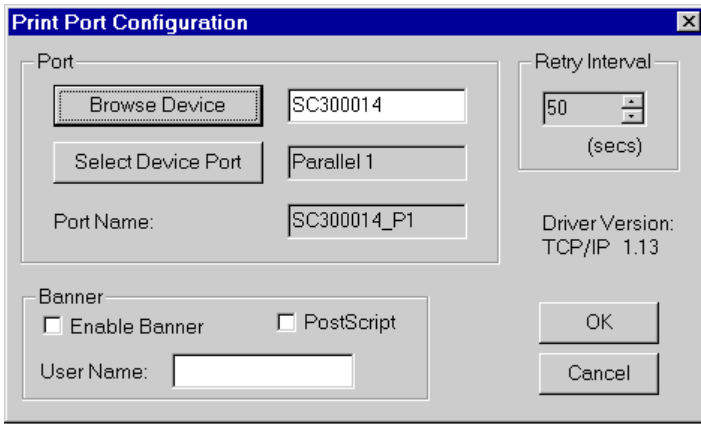 Print Port Configuration
Port
Browse Device
SC300014
Select Device Port
Parallel 1
Port Name:
SC300014_P1
Retry Interval
50
(secs)
Driver Version:
TCP/IP 1.13
Banner
Enable Banner
PostScript
User Name:
OK
Cancel